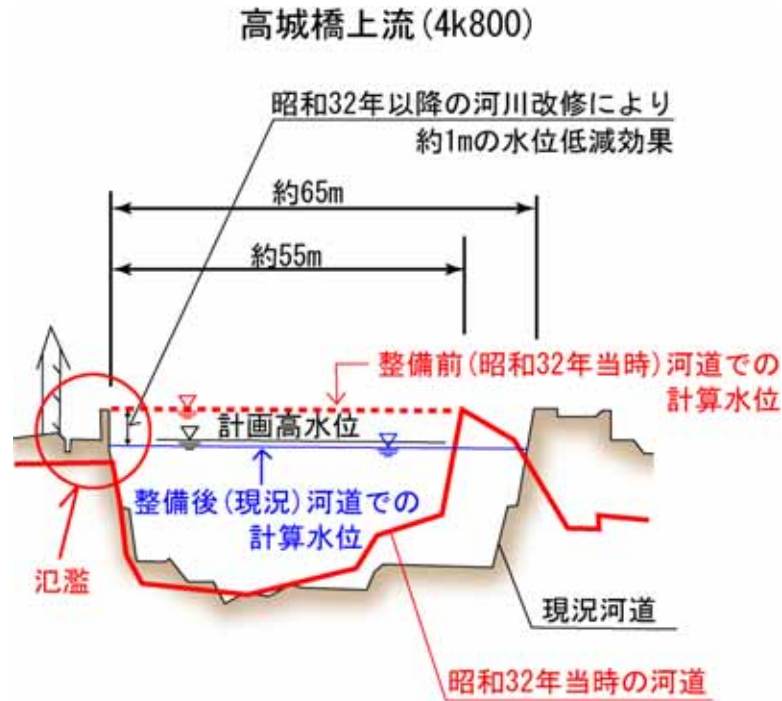 高城橋上流(4k800)
昭和32年以降の河川改修により
約1mの水位低減効果
約65m
約55m
整備前(昭和32年当時)河道での
計算水位
計画高水位
整備後(現況)河道での
計算水位
氾濫
現況河道
昭和32年当時の河道